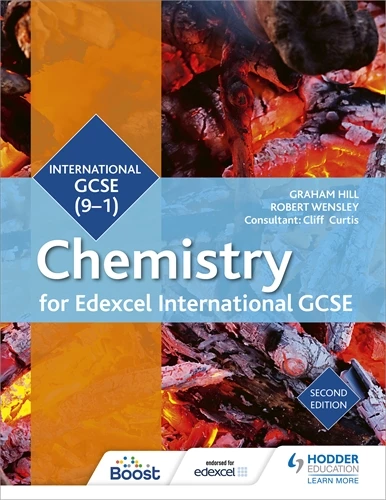 INTERNATIONAL
GCSE
(9–1)
GRAHAM HILL
ROBERT WENSLEY
Consultant: Cliff Curtis
Chemistry
for Edexcel International GCSE
SECOND
EDITION
Boost
endorsed for
edexcel
HODDER
EDUCATION
LEARN MORE